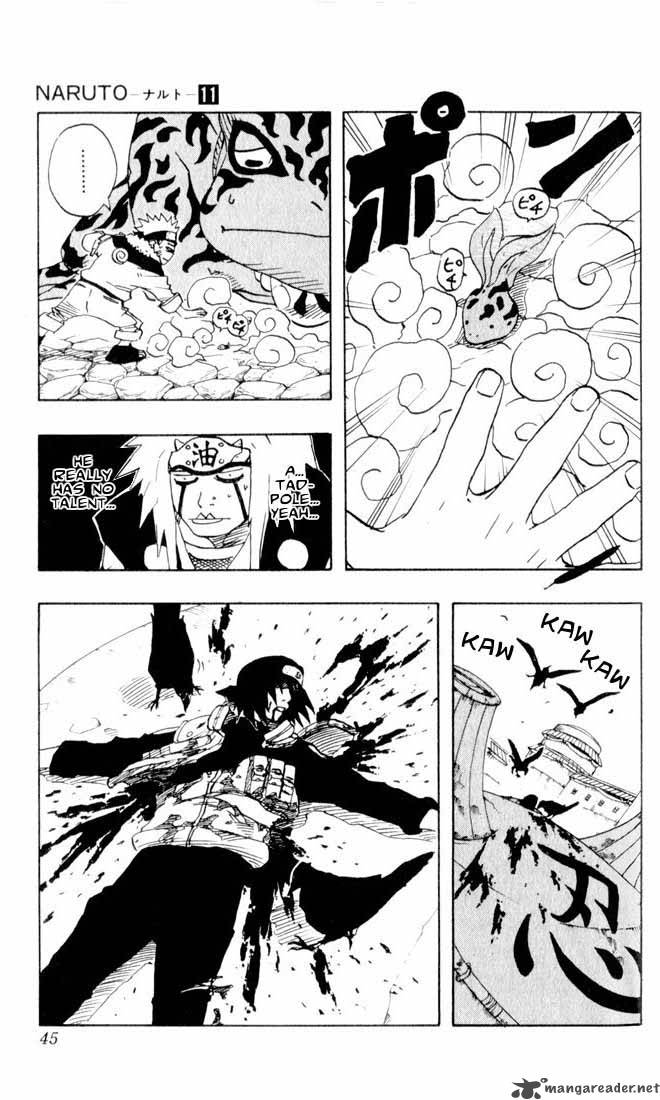 NARUTO—ナルト—11
ポン
ピチ
ピチ
………
ピチ
ピチ
油
A...
TAD-
POLE...
YEAH...
HE
REALLY
HAS NO
TALENT...
KAW
KAW
KAW
忍
45
mangareader.net